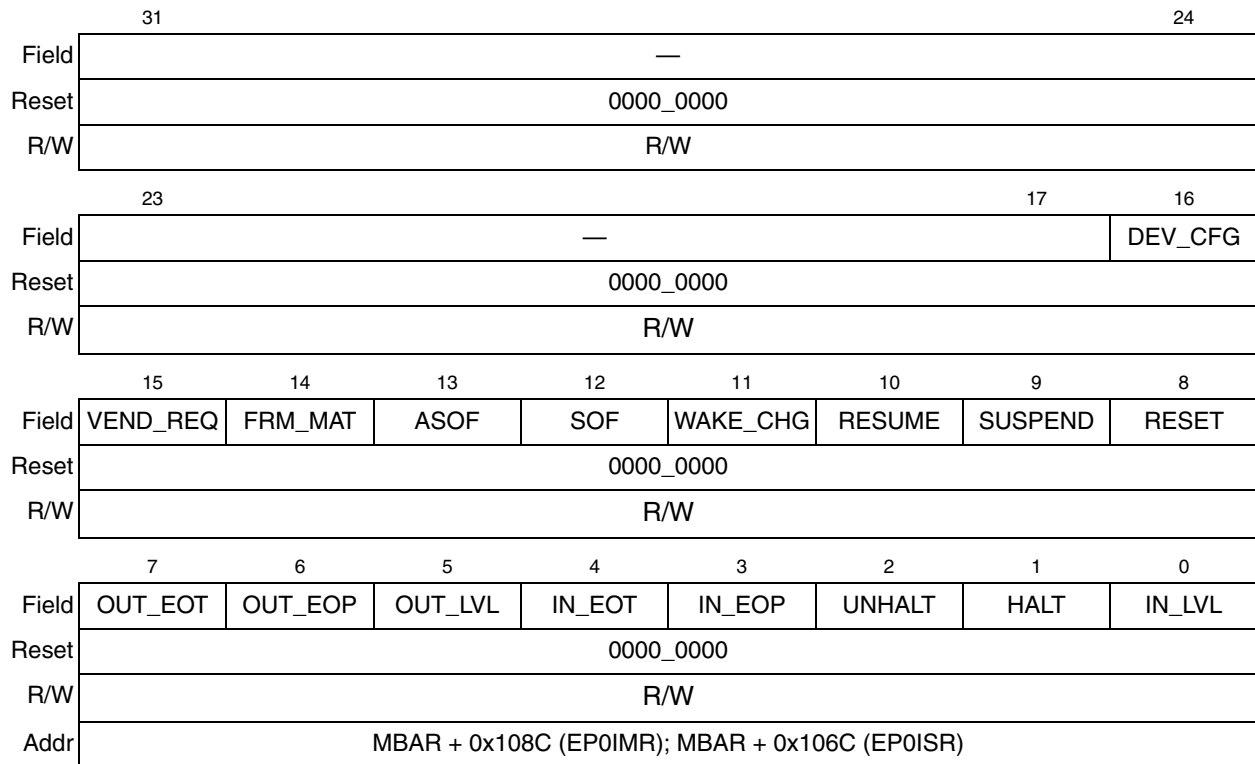 31 24
Field —
Reset 0000_0000
R/W R/W
23 17 16
Field — DEV_CFG
Reset 0000_0000
R/W R/W
15 14 13 12 11 10 9 8
Field VEND_REQ FRM_MAT ASOF SOF WAKE_CHG RESUME SUSPEND RESET
Reset 0000_0000
R/W R/W
7 6 5 4 3 2 1 0
Field OUT_EOT OUT_EOP OUT_LVL IN_EOT IN_EOP UNHALT HALT IN_LVL
Reset 0000_0000
R/W R/W
Addr MBAR + 0x108C (EP0IMR); MBAR + 0x106C (EP0ISR)